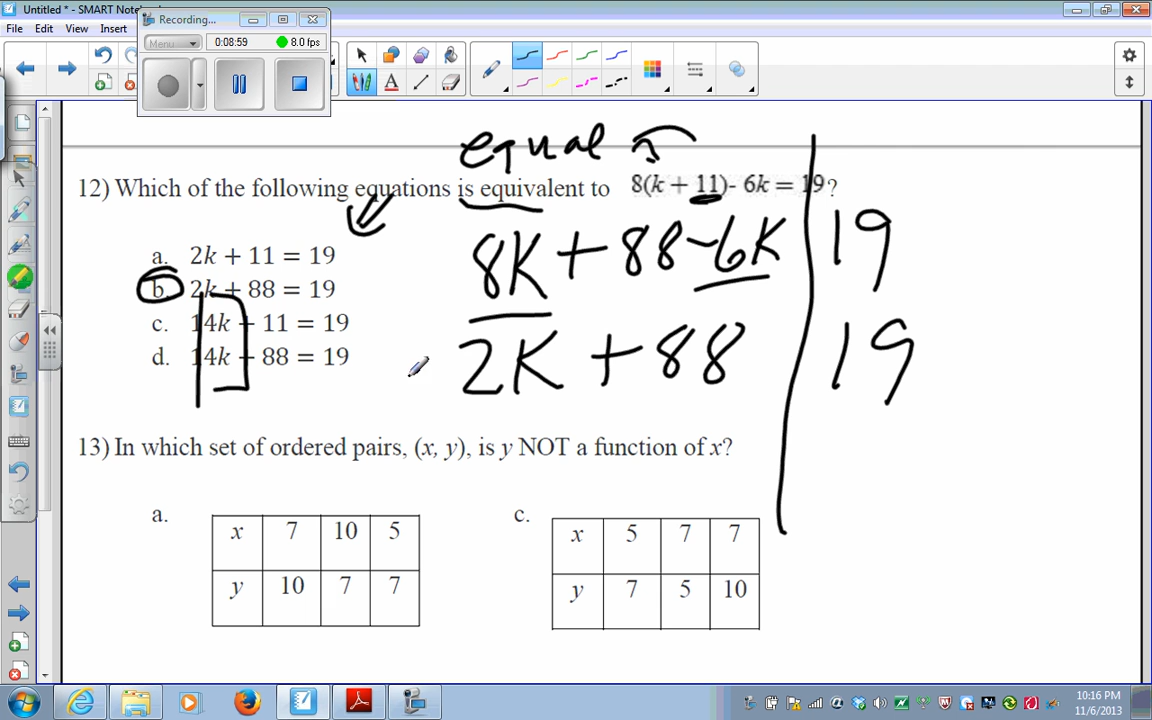 Untitled * - SMART Noteb
Recording...
File Edit View Insert
Menu 0:08:59 8.0 fps
equal
12) Which of the following equations is equivalent to 8(k + 11)- 6k = 19?
8K + 88 - 6K 19
a. 2k + 11 = 19
b. 2k + 88 = 19
c. 14k + 11 = 19
d. 14k + 88 = 19
2K + 88 19
13) In which set of ordered pairs, (x, y), is y NOT a function of x?
a.
x 7 10 5
y 10 7 7
c.
x 5 7 7
y 7 5 10
10:16 PM
11/6/2013